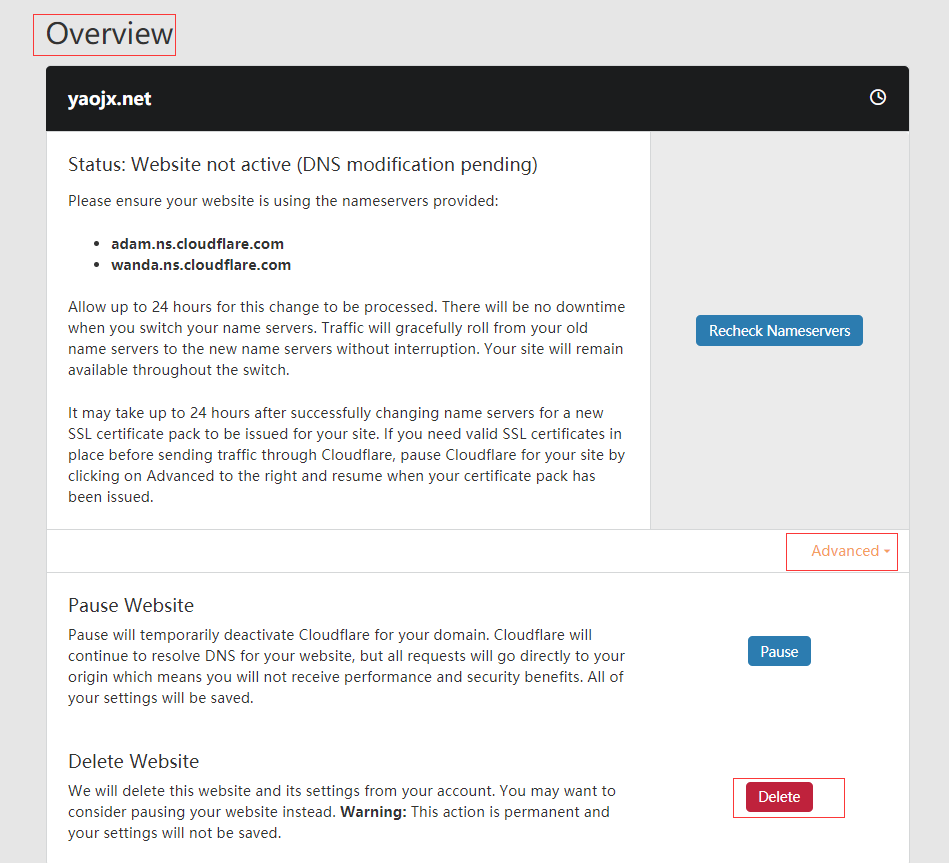 Overview
yaojx.net
Status: Website not active (DNS modification pending)
Please ensure your website is using the nameservers provided:
• adam.ns.cloudflare.com
• wanda.ns.cloudflare.com
Allow up to 24 hours for this change to be processed. There will be no downtime
when you switch your name servers. Traffic will gracefully roll from your old
name servers to the new name servers without interruption. Your site will remain
available throughout the switch.
It may take up to 24 hours after successfully changing name servers for a new
SSL certificate pack to be issued for your site. If you need valid SSL certificates in
place before sending traffic through Cloudflare, pause Cloudflare for your site by
clicking on Advanced to the right and resume when your certificate pack has
been issued.
Recheck Nameservers
Advanced
Pause Website
Pause will temporarily deactivate Cloudflare for your domain. Cloudflare will
continue to resolve DNS for your website, but all requests will go directly to your
origin which means you will not receive performance and security benefits. All of
your settings will be saved.
Pause
Delete Website
We will delete this website and its settings from your account. You may want to
consider pausing your website instead. Warning: This action is permanent and
your settings will not be saved.
Delete